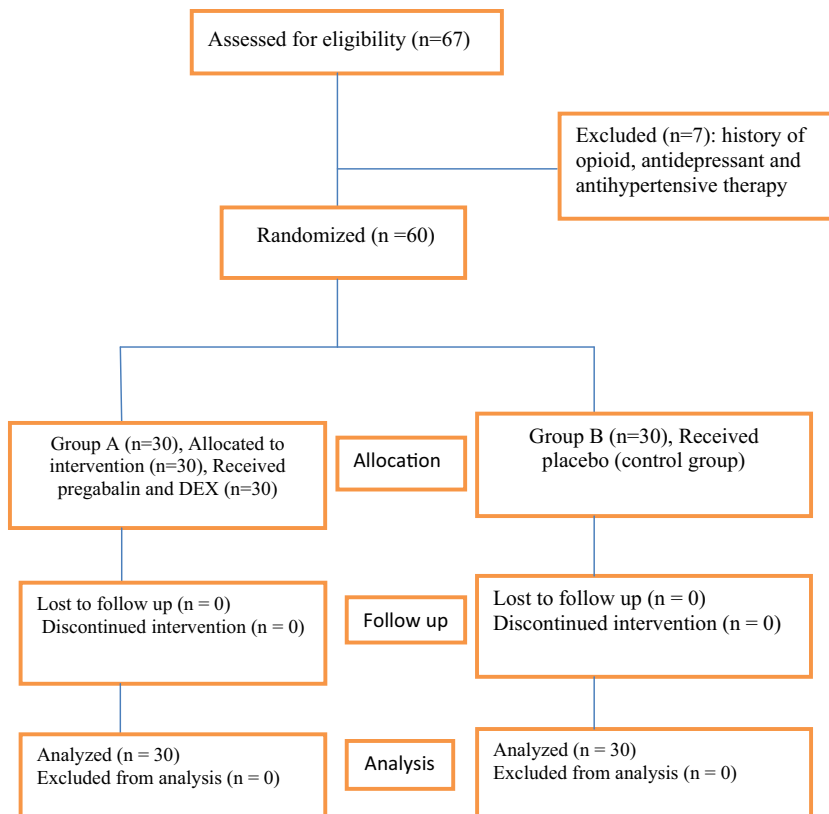 Assessed for eligibility (n=67)
Excluded (n=7): history of
opioid, antidepressant and
antihypertensive therapy
Randomized (n =60)
Group A (n=30), Allocated to
intervention (n=30), Received
pregabalin and DEX (n=30)
Allocation
Group B (n=30), Received
placebo (control group)
Lost to follow up (n = 0)
Discontinued intervention (n = 0)
Follow up
Lost to follow up (n = 0)
Discontinued intervention (n = 0)
Analyzed (n = 30)
Excluded from analysis (n = 0)
Analysis
Analyzed (n = 30)
Excluded from analysis (n = 0)